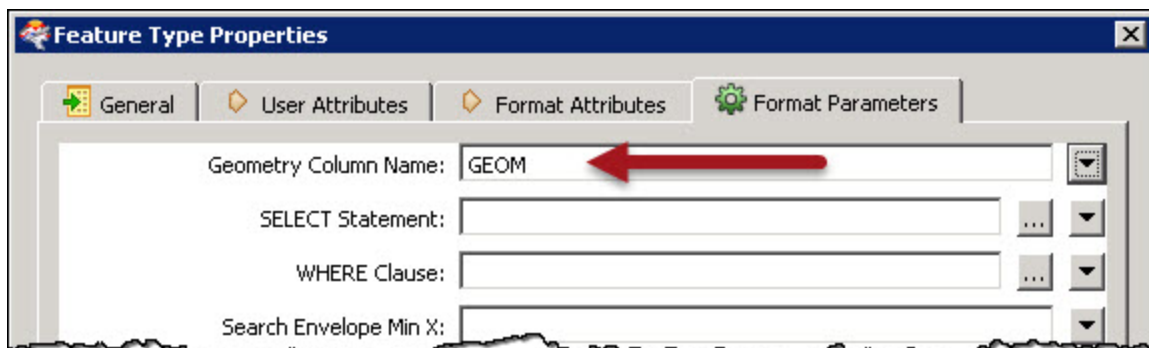 Feature Type Properties
General User Attributes Format Attributes Format Parameters
Geometry Column Name: GEOM
SELECT Statement: ...
WHERE Clause: ...
Search Envelope Min X: